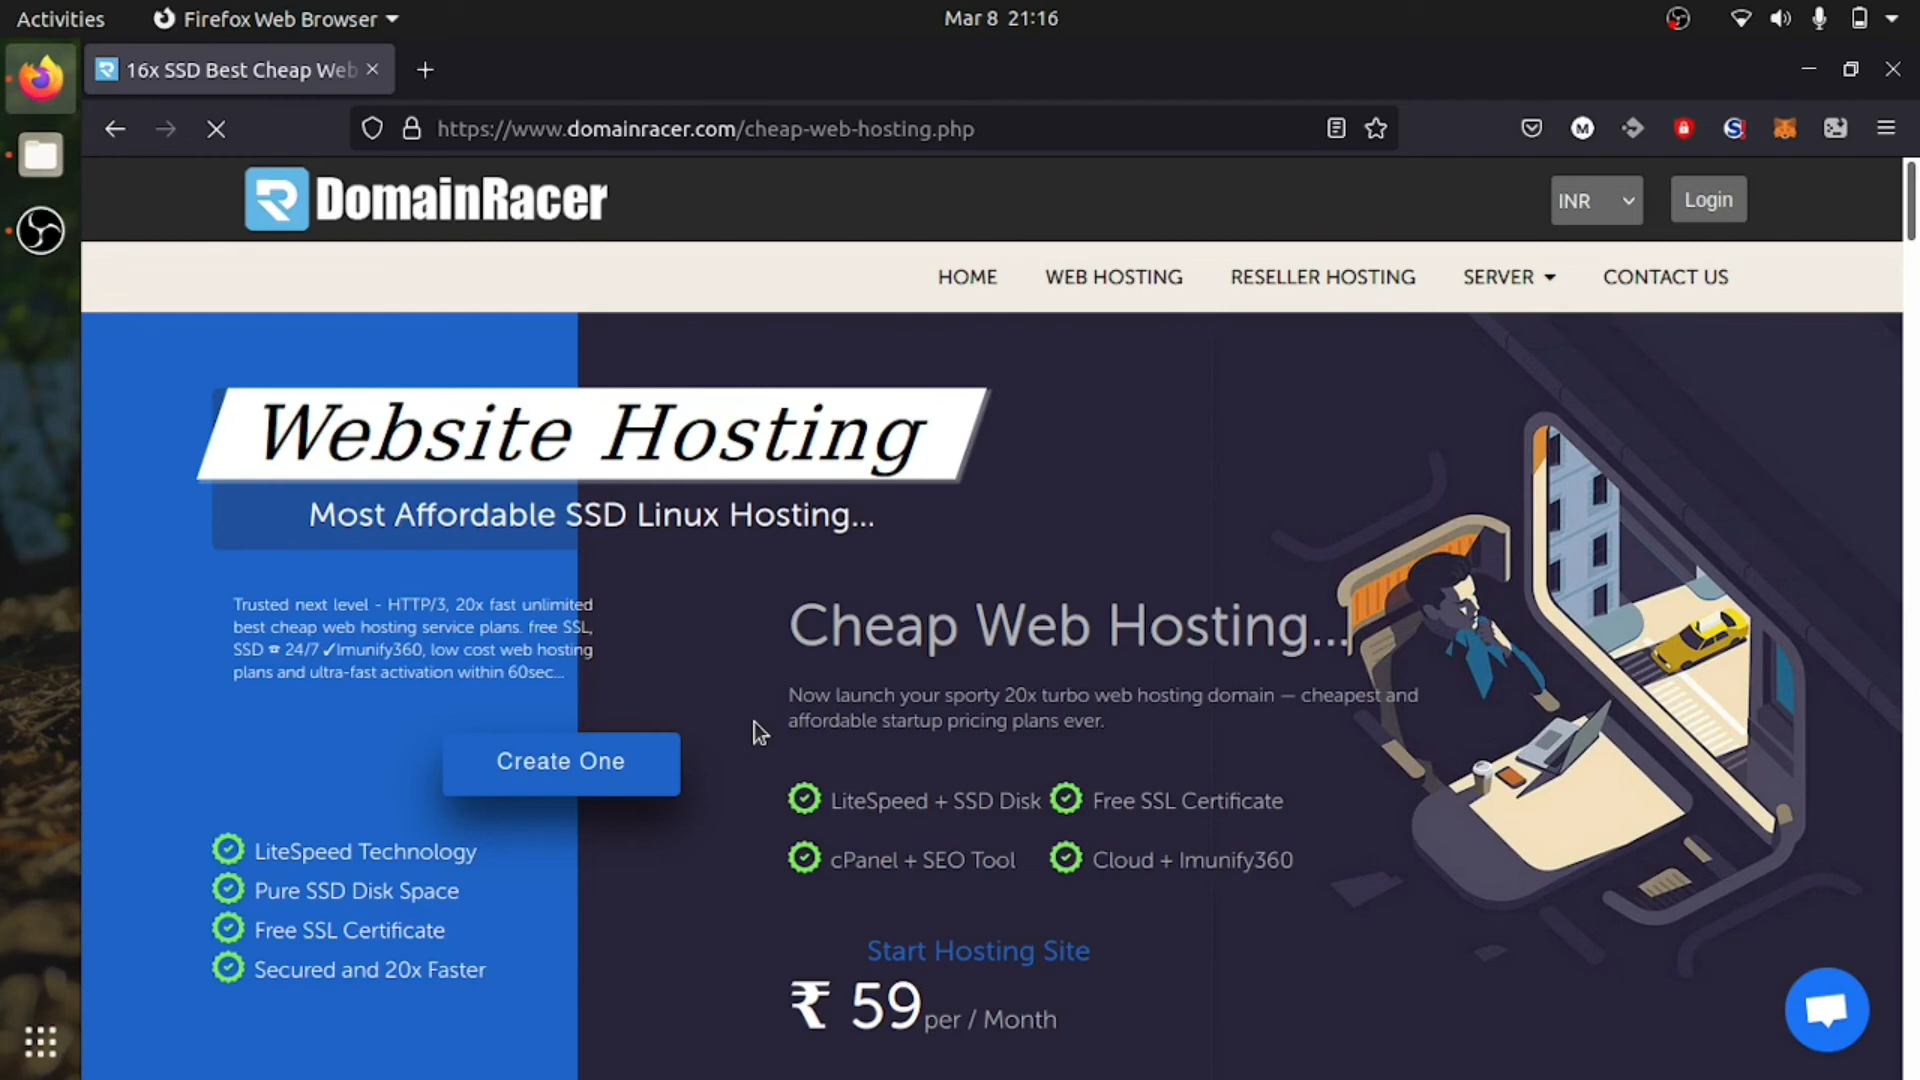 Activities
Firefox Web Browser
Mar 8 21:16
16x SSD Best Cheap Web
https://www.domainracer.com/cheap-web-hosting.php
DomainRacer
INR
Login
HOME
WEB HOSTING
RESELLER HOSTING
SERVER
CONTACT US
Website Hosting
Most Affordable SSD Linux Hosting...
Trusted next level - HTTP/3, 20x fast unlimited
best cheap web hosting service plans. free SSL,
SSD ☎ 24/7 ✓Imunify360, low cost web hosting
plans and ultra-fast activation within 60sec...
Create One
LiteSpeed Technology
Pure SSD Disk Space
Free SSL Certificate
Secured and 20x Faster
Cheap Web Hosting...
Now launch your sporty 20x turbo web hosting domain — cheapest and
affordable startup pricing plans ever.
LiteSpeed + SSD Disk
Free SSL Certificate
cPanel + SEO Tool
Cloud + Imunify360
Start Hosting Site
₹ 59 per / Month